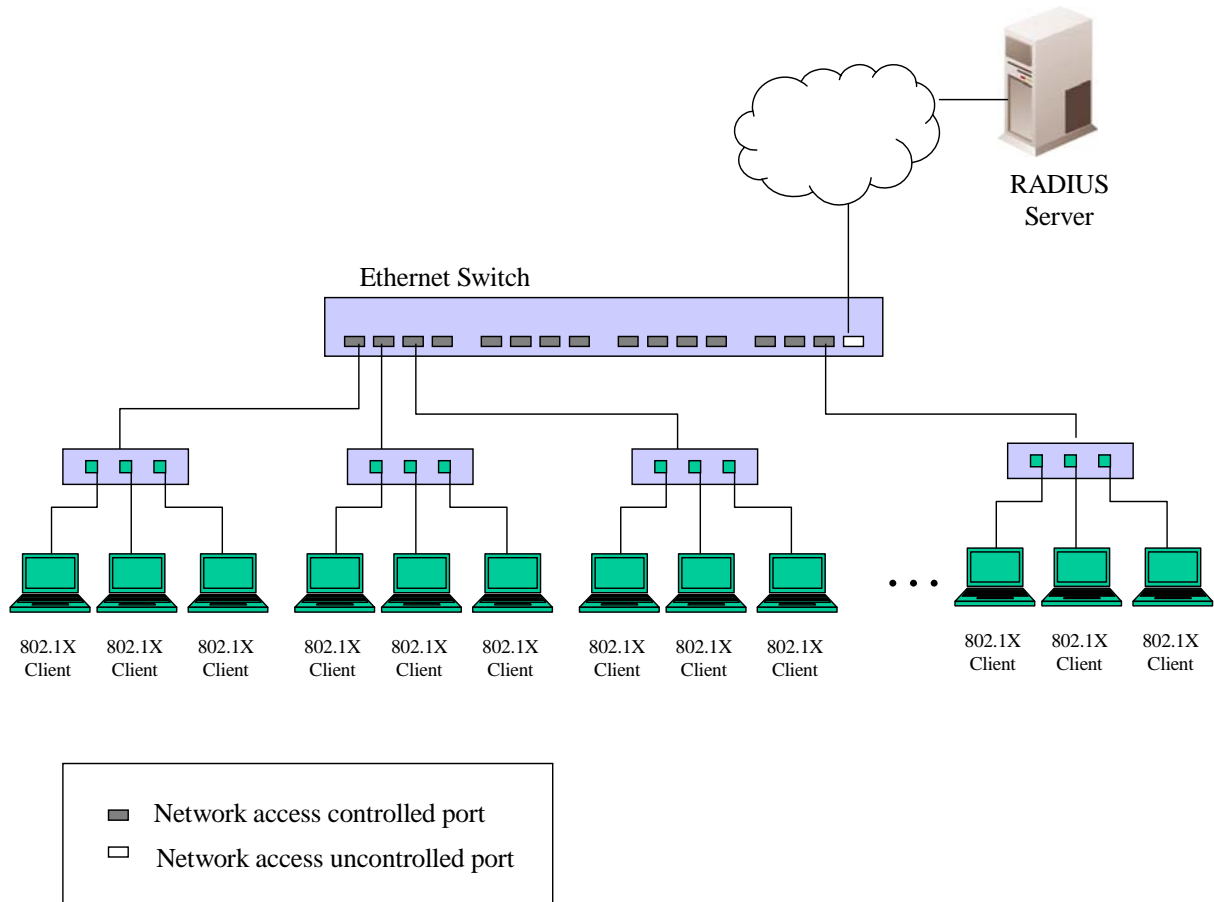 RADIUS
Server
Ethernet Switch
802.1X
Client
802.1X
Client
802.1X
Client
802.1X
Client
802.1X
Client
802.1X
Client
802.1X
Client
802.1X
Client
802.1X
Client
...
802.1X
Client
802.1X
Client
802.1X
Client
Network access controlled port
Network access uncontrolled port